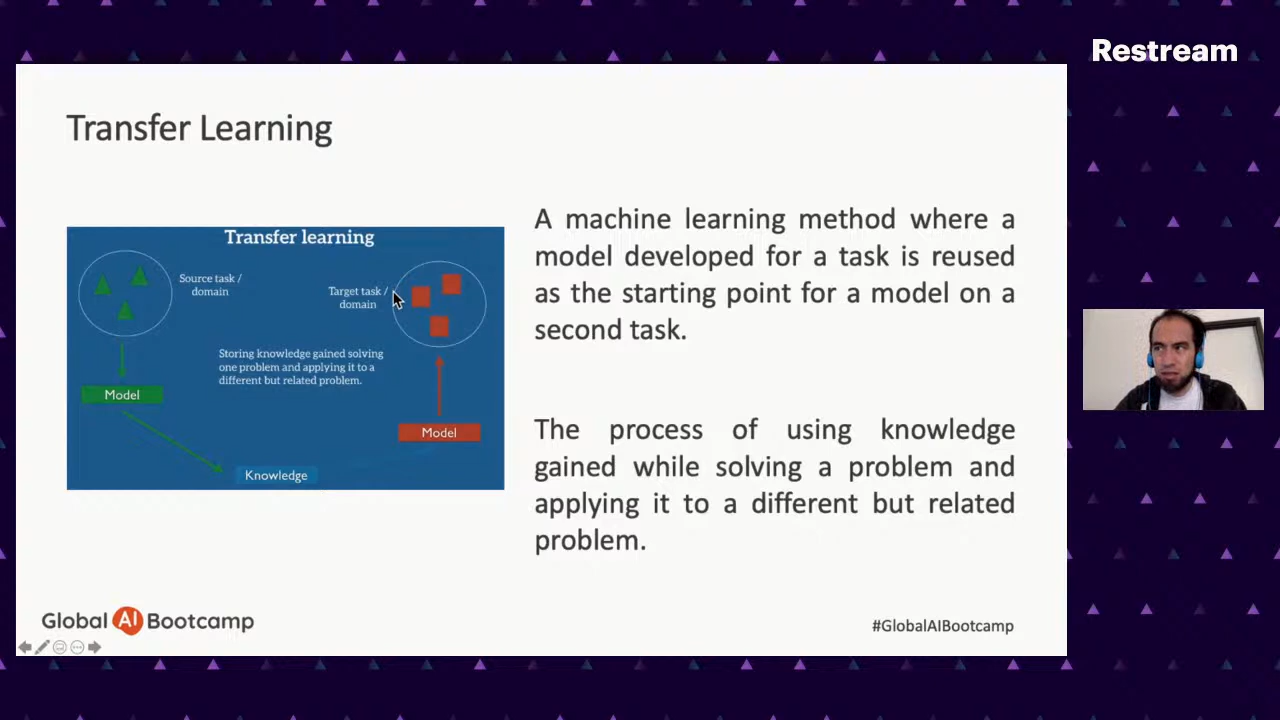 Restream
Transfer Learning
Transfer learning
Source task /
domain
Target task /
domain
Storing knowledge gained solving
one problem and applying it to a
different but related problem.
Model
Model
Knowledge
A machine learning method where a
model developed for a task is reused
as the starting point for a model on a
second task.
The process of using knowledge
gained while solving a problem and
applying it to a different but related
problem.
Global AI Bootcamp
#GlobalAIBootcamp